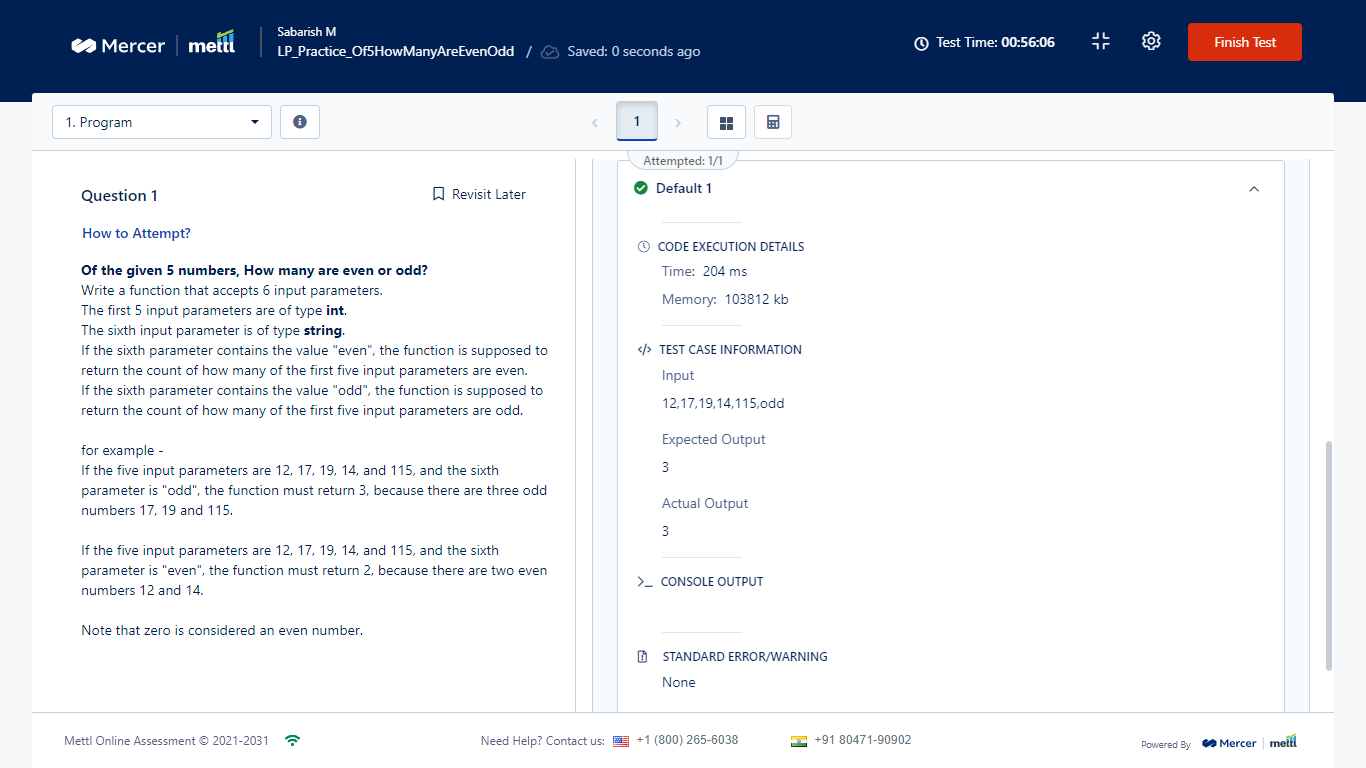 Mercer | mettl
Sabarish M
LP_Practice_Of5HowManyAreEvenOdd / Saved: 0 seconds ago
Test Time: 00:56:06
Finish Test
1. Program
1
Attempted: 1/1
Question 1
Revisit Later
How to Attempt?
Of the given 5 numbers, How many are even or odd?
Write a function that accepts 6 input parameters.
The first 5 input parameters are of type int.
The sixth input parameter is of type string.
If the sixth parameter contains the value "even", the function is supposed to
return the count of how many of the first five input parameters are even.
If the sixth parameter contains the value "odd", the function is supposed to
return the count of how many of the first five input parameters are odd.
for example -
If the five input parameters are 12, 17, 19, 14, and 115, and the sixth
parameter is "odd", the function must return 3, because there are three odd
numbers 17, 19 and 115.
If the five input parameters are 12, 17, 19, 14, and 115, and the sixth
parameter is "even", the function must return 2, because there are two even
numbers 12 and 14.
Note that zero is considered an even number.
Default 1
CODE EXECUTION DETAILS
Time: 204 ms
Memory: 103812 kb
</> TEST CASE INFORMATION
Input
12,17,19,14,115,odd
Expected Output
3
Actual Output
3
>_ CONSOLE OUTPUT
STANDARD ERROR/WARNING
None
Mettl Online Assessment © 2021-2031
Need Help? Contact us: +1 (800) 265-6038
+91 80471-90902
Powered By Mercer | mettl